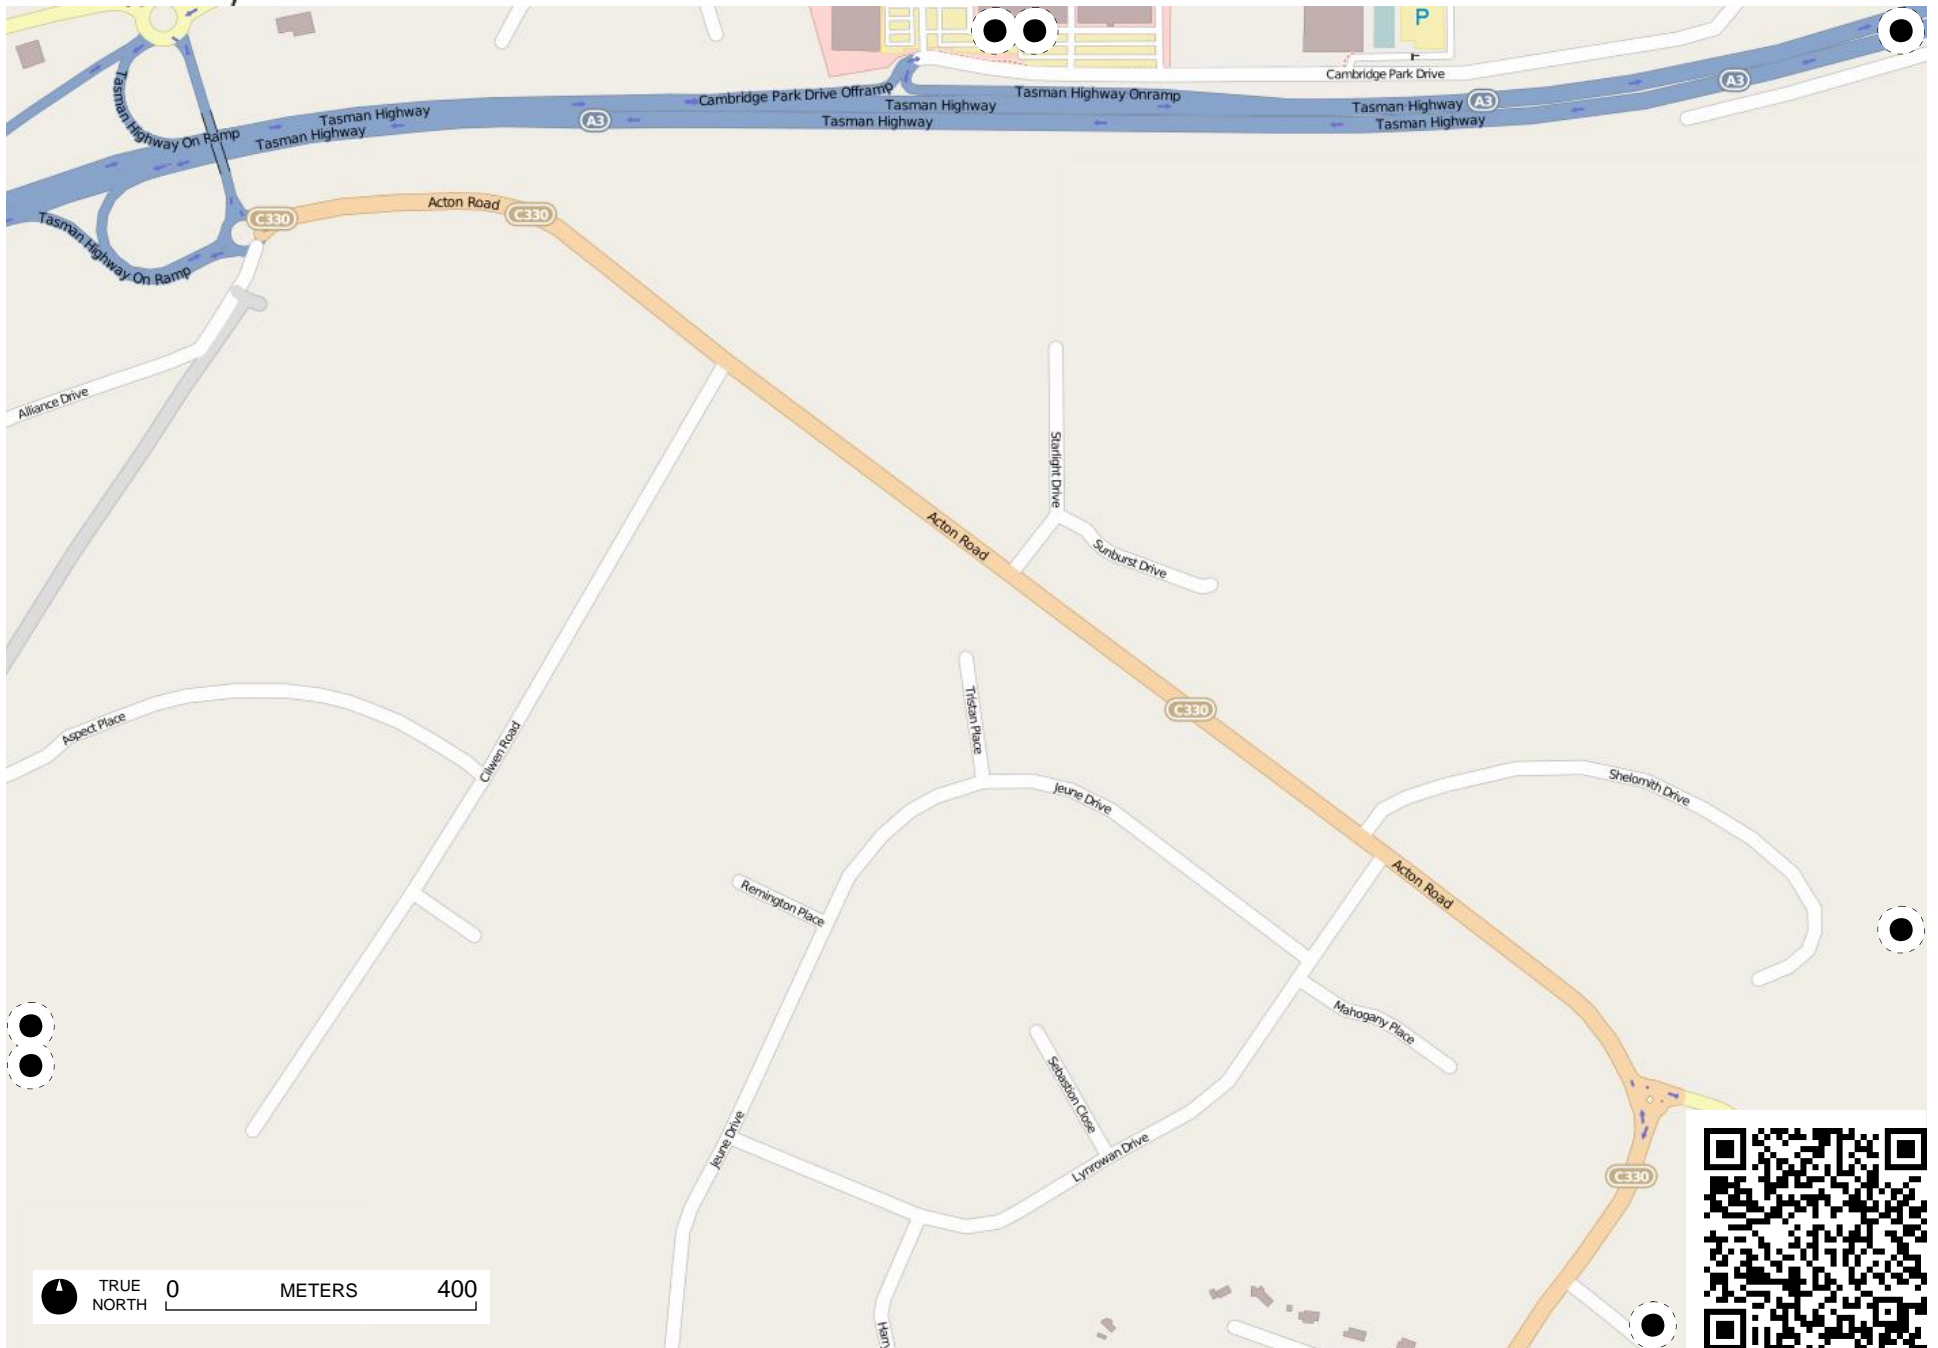 P
Cambridge Park Drive
A3
Cambridge Park Drive Offramp
Tasman Highway Onramp
Tasman Highway
Tasman Highway
Tasman Highway
A3
Tasman Highway
A3
Tasman Highway
Tasman Highway
Tasman Highway
Tasman Highway On Ramp
C330
Acton Road
C330
Tasman Highway On Ramp
Alliance Drive
Starlight Drive
Acton Road
Sunburst Drive
Tristan Place
C330
Aspect Place
Cilwen Road
Jeune Drive
Shelomith Drive
Acton Road
Remington Place
Mahogany Place
Sebastion Close
Jeune Drive
Lynrowan Drive
C330
TRUE
NORTH
0 METERS 400